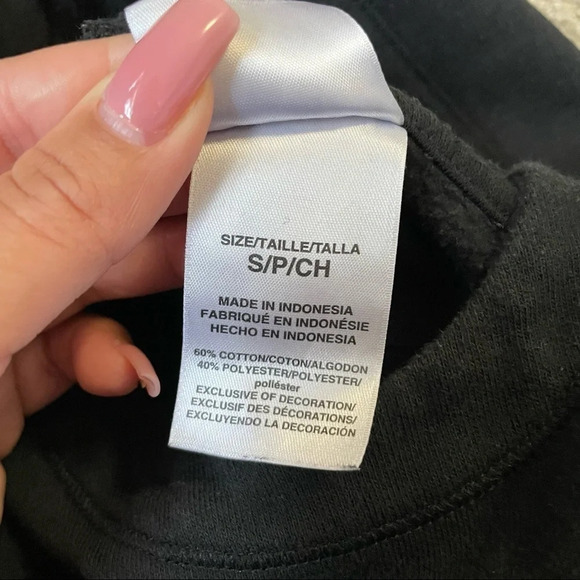 SIZE/TAILLE/TALLA
S/P/CH
MADE IN INDONESIA
FABRIQUÉ EN INDONÉSIE
HECHO EN INDONESIA
60% COTTON/COTON/ALGODON
40% POLYESTER/POLYESTER/
poliéster
EXCLUSIVE OF DECORATION/
EXCLUSIF DES DÉCORATIONS/
EXCLUYENDO LA DECORACIÓN